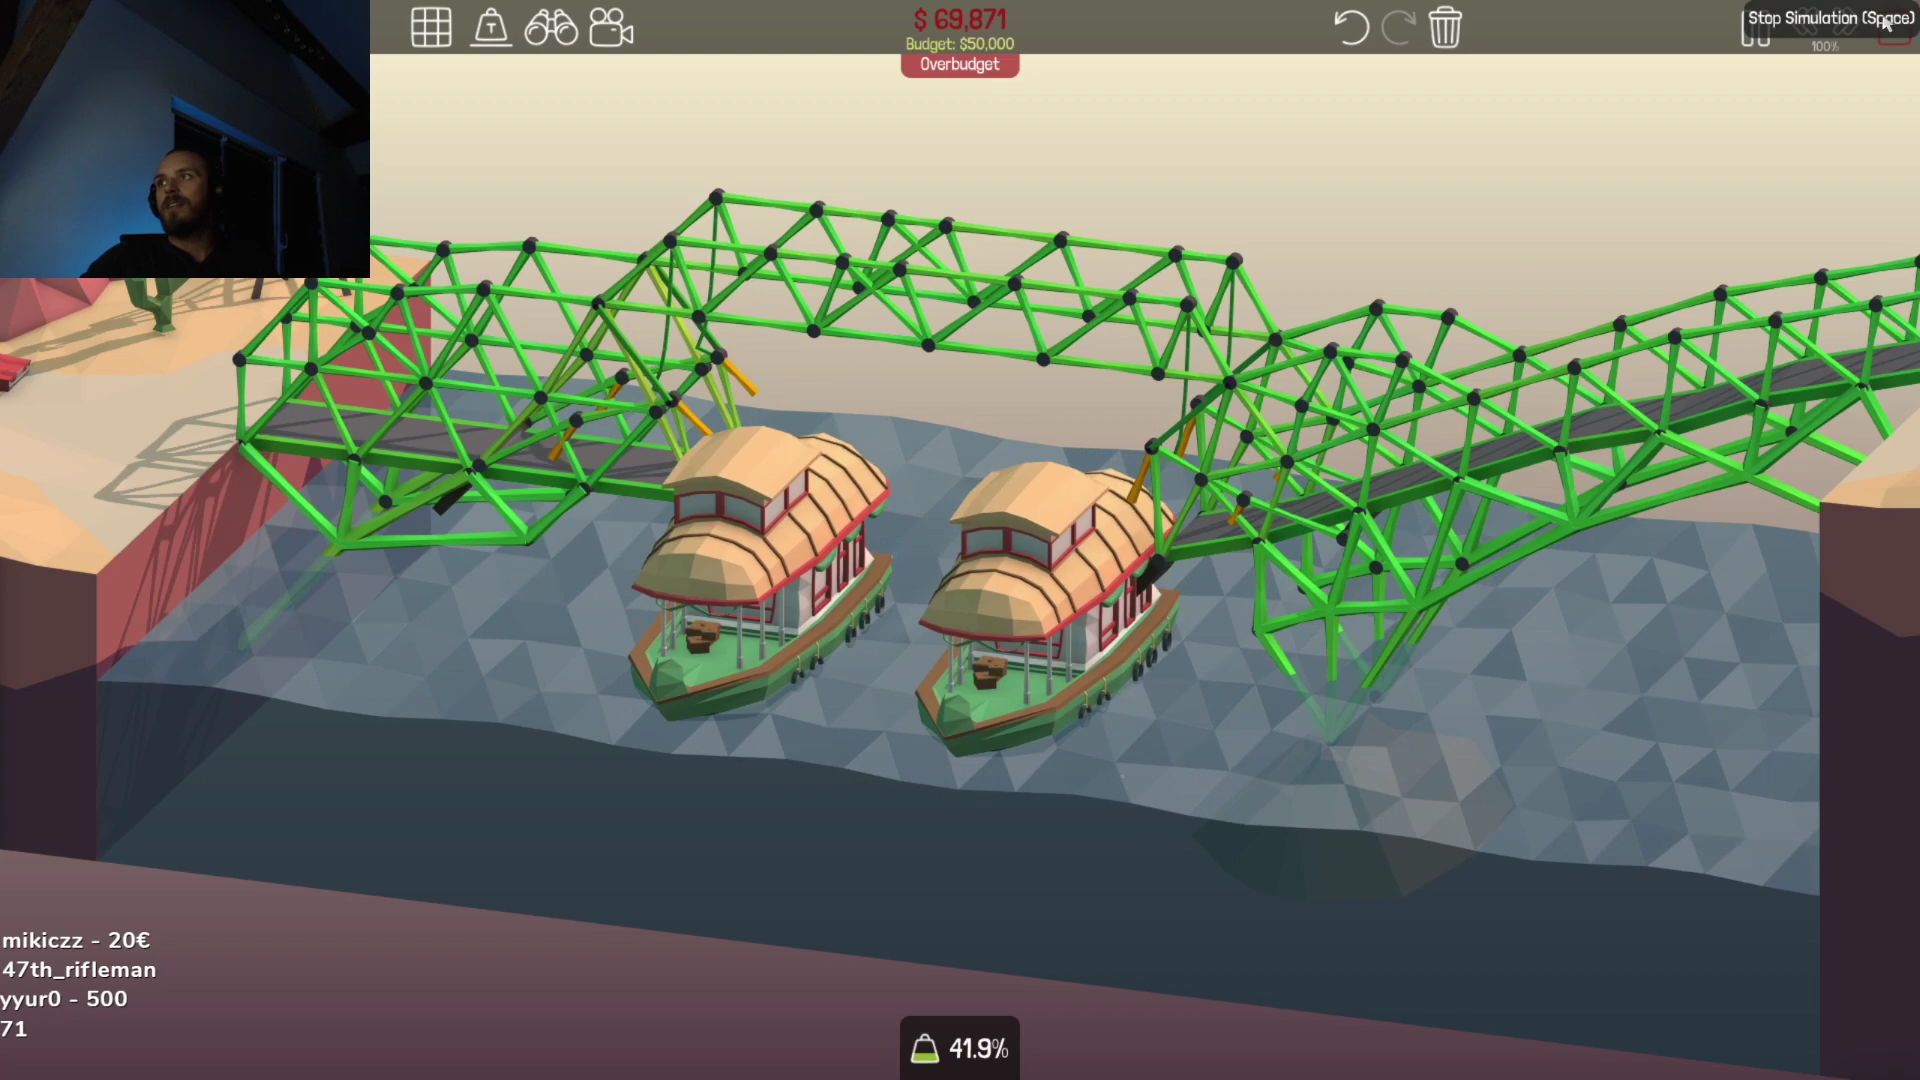 $ 69,871
Budget: $50,000
Overbudget
Stop Simulation (Space)
100%
mikiczz - 20€
47th_rifleman
yyur0 - 500
71
41.9%